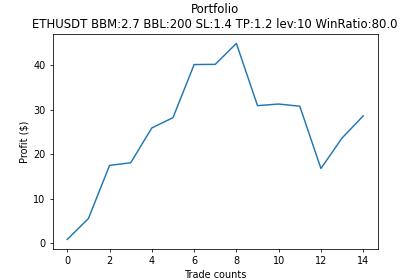 Portfolio
ETHUSDT BBM:2.7 BBL:200 SL:1.4 TP:1.2 lev:10 WinRatio:80.0
Profit ($)
40
30
20
10
0
0 2 4 6 8 10 12 14
Trade counts